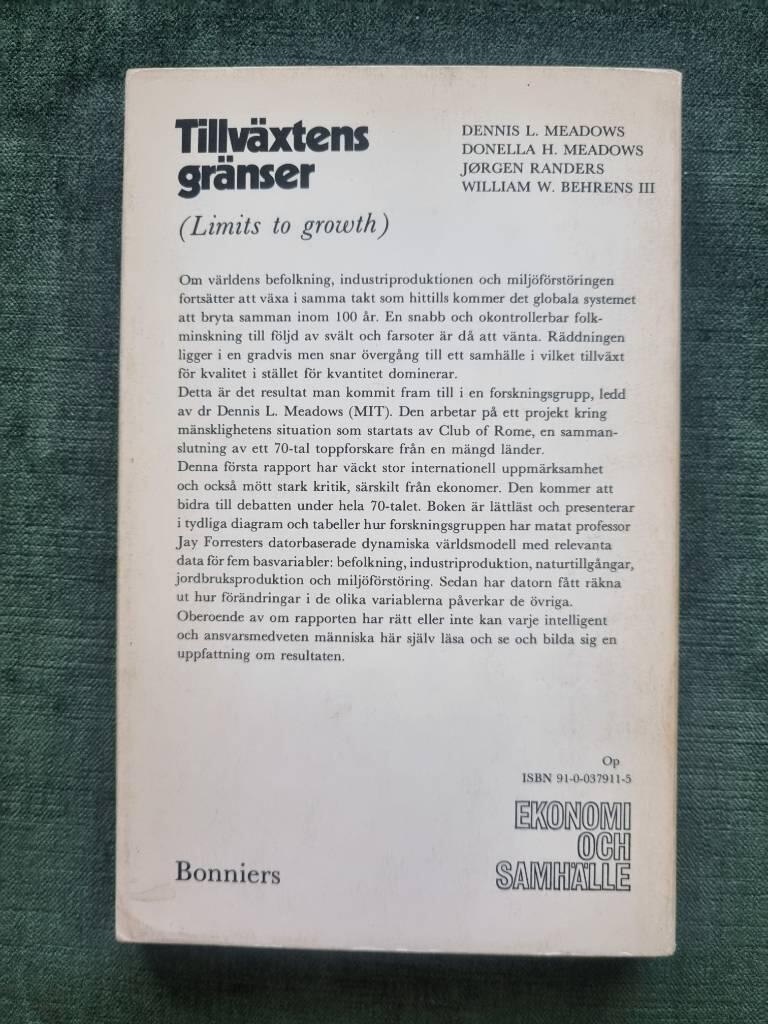 Tillväxtens
gränser
(Limits to growth)
DENNIS L. MEADOWS
DONELLA H. MEADOWS
JØRGEN RANDERS
WILLIAM W. BEHRENS III
Om världens befolkning, industriproduktionen och miljöförstöringen
fortsätter att växa i samma takt som hittills kommer det globala systemet
att bryta samman inom 100 år. En snabb och okontrollerbar folk-
minskning till följd av svält och farsoter är då att vänta. Räddningen
ligger i en gradvis men snar övergång till ett samhälle i vilket tillväxt
för kvalitet i stället för kvantitet dominerar.
Detta är det resultat man kommit fram till i en forskningsgrupp, ledd
av dr Dennis L. Meadows (MIT). Den arbetar på ett projekt kring
mänsklighetens situation som startats av Club of Rome, en samman-
slutning av ett 70-tal toppforskare från en mängd länder.
Denna första rapport har väckt stor internationell uppmärksamhet
och också mött stark kritik, särskilt från ekonomer. Den kommer att
bidra till debatten under hela 70-talet. Boken är lättläst och presenterar
i tydliga diagram och tabeller hur forskningsgruppen har matat professor
Jay Forresters datorbaserade dynamiska världsmodell med relevanta
data för fem basvariabler: befolkning, industriproduktion, naturtillgångar,
jordbruksproduktion och miljöförstöring. Sedan har datorn fått räkna
ut hur förändringar i de olika variablerna påverkar de övriga.
Oberoende av om rapporten har rätt eller inte kan varje intelligent
och ansvarsmedveten människa här själv läsa och se och bilda sig en
uppfattning om resultaten.
Op
ISBN 91-0-037911-5
EKONOMI
OCH
SAMHÄLLE
Bonniers